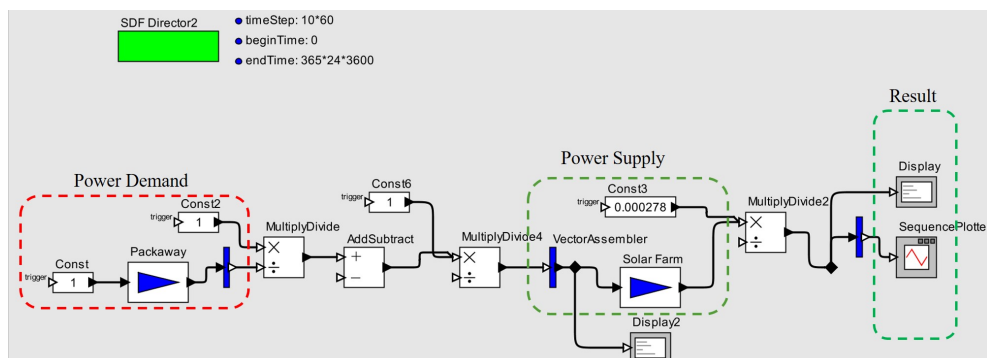 SDF Director2
timeStep: 10*60
beginTime: 0
endTime: 365*24*3600
Result
Power Supply
Power Demand
Display
Const6
Const3
trigger
1
trigger
0.000278
MultiplyDivide2
Const2
trigger
1
MultiplyDivide
SequencePlotte
AddSubtract
MultiplyDivide4
VectorAssembler
Packaway
Const
Solar Farm
trigger
1
Display2